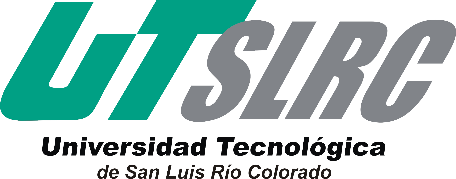 UTSLRC
Universidad Tecnológica
de San Luis Río Colorado